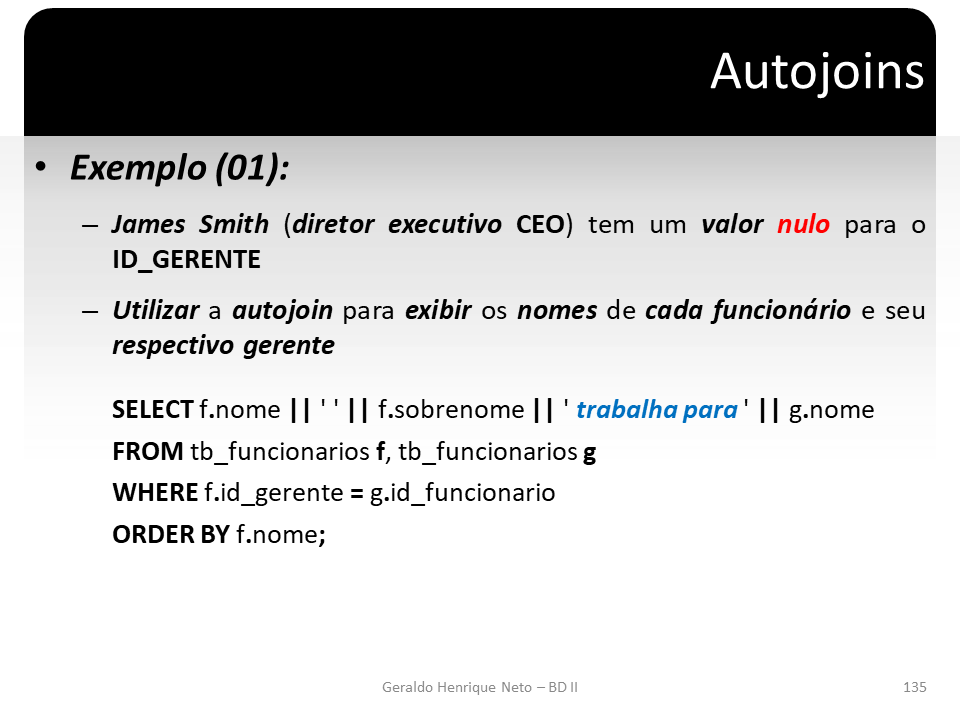 Autojoins
• Exemplo (01):
– James Smith (diretor executivo CEO) tem um valor nulo para o
ID_GERENTE
– Utilizar a autojoin para exibir os nomes de cada funcionário e seu
respectivo gerente
SELECT f.nome || ' ' || f.sobrenome || ' trabalha para ' || g.nome
FROM tb_funcionarios f, tb_funcionarios g
WHERE f.id_gerente = g.id_funcionario
ORDER BY f.nome;
Geraldo Henrique Neto – BD II
135